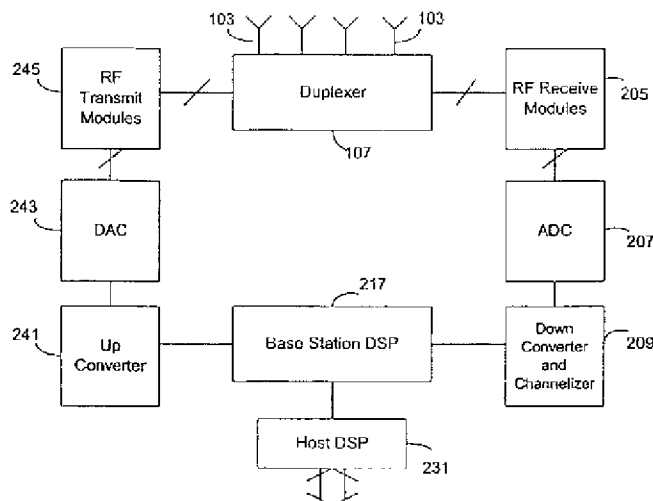 103
103
245
RF
Transmit
Modules
Duplexer
RF Receive
Modules
205
107
243
DAC
ADC
207
217
241
Up
Converter
Base Station DSP
Down
Converter
and
Channelizer
209
Host DSP
231